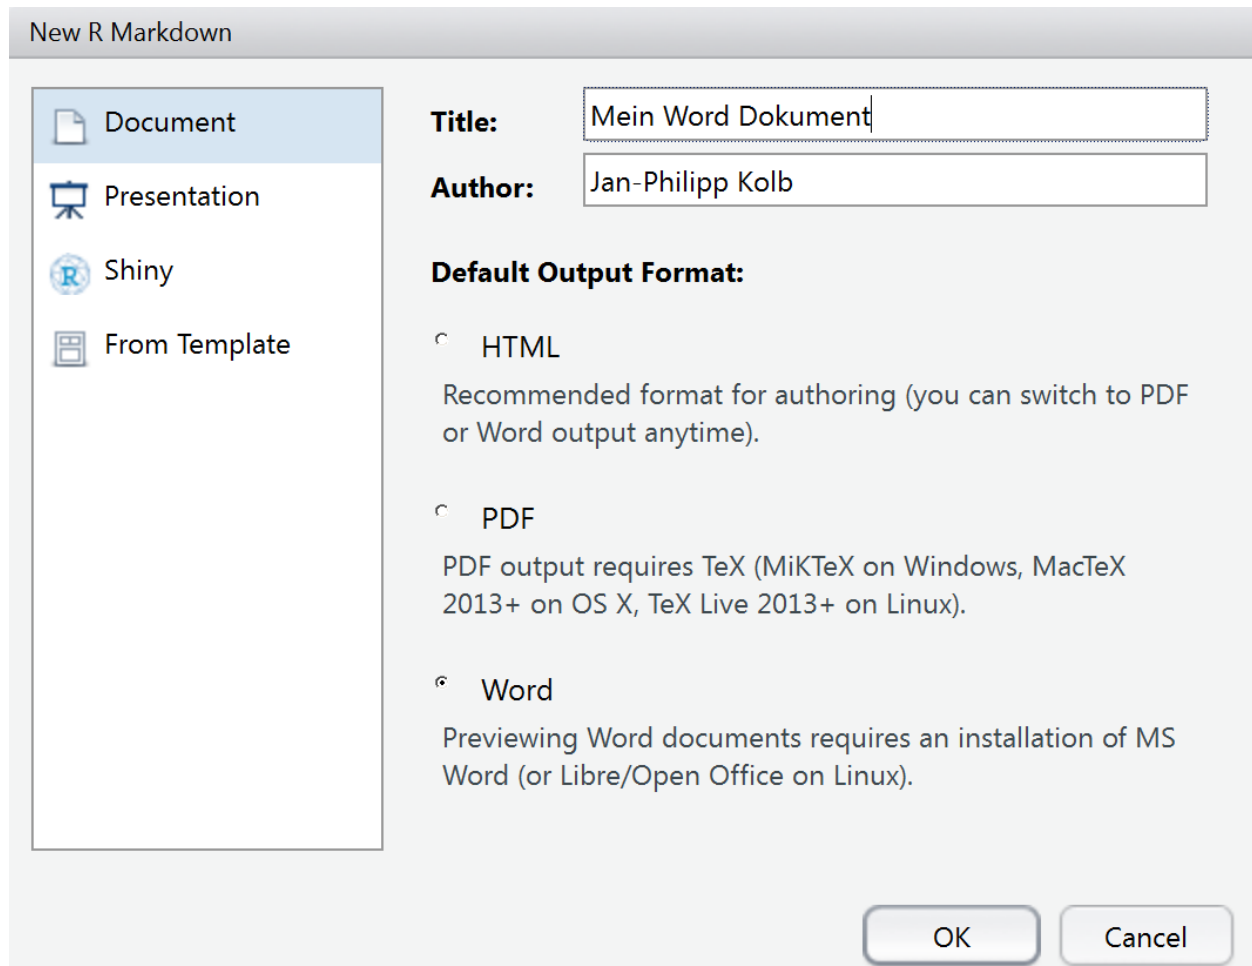 New R Markdown
Document
Presentation
Shiny
From Template
Title:
Mein Word Dokument
Author:
Jan-Philipp Kolb
Default Output Format:
HTML
Recommended format for authoring (you can switch to PDF
or Word output anytime).
PDF
PDF output requires TeX (MiKTeX on Windows, MacTeX
2013+ on OS X, TeX Live 2013+ on Linux).
Word
Previewing Word documents requires an installation of MS
Word (or Libre/Open Office on Linux).
OK
Cancel